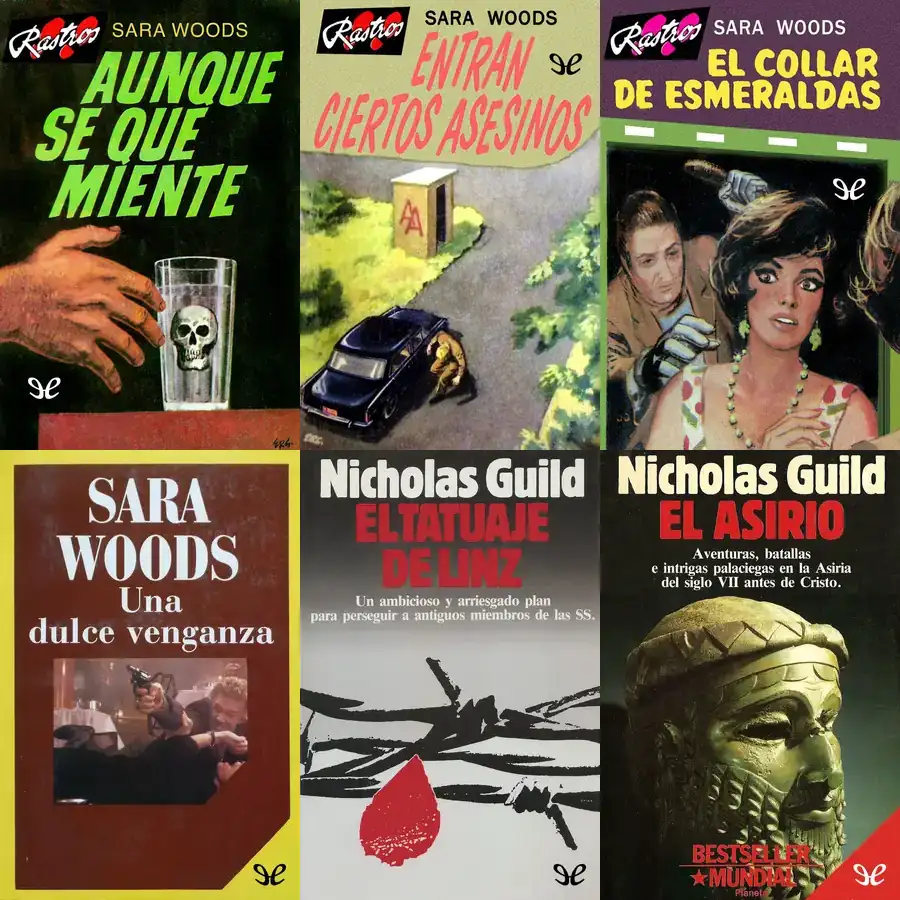 Rastros
SARA WOODS
AUNQUE
SE QUE
MIENTE
Rastros
SARA WOODS
ENTRAN
CIERTOS ASESINOS
AA
Rastros
SARA WOODS
EL COLLAR
DE ESMERALDAS
SARA
WOODS
Una
dulce venganza
Nicholas Guild
EL TATUAJE
DE LINZ
Un ambicioso y arriesgado plan
para perseguir a antiguos miembros de las SS.
Nicholas Guild
EL ASIRIO
Aventuras, batallas
e intrigas palaciegas en la Asiria
del siglo VII antes de Cristo.
BESTSELLER
★MUNDIAL
Planeta